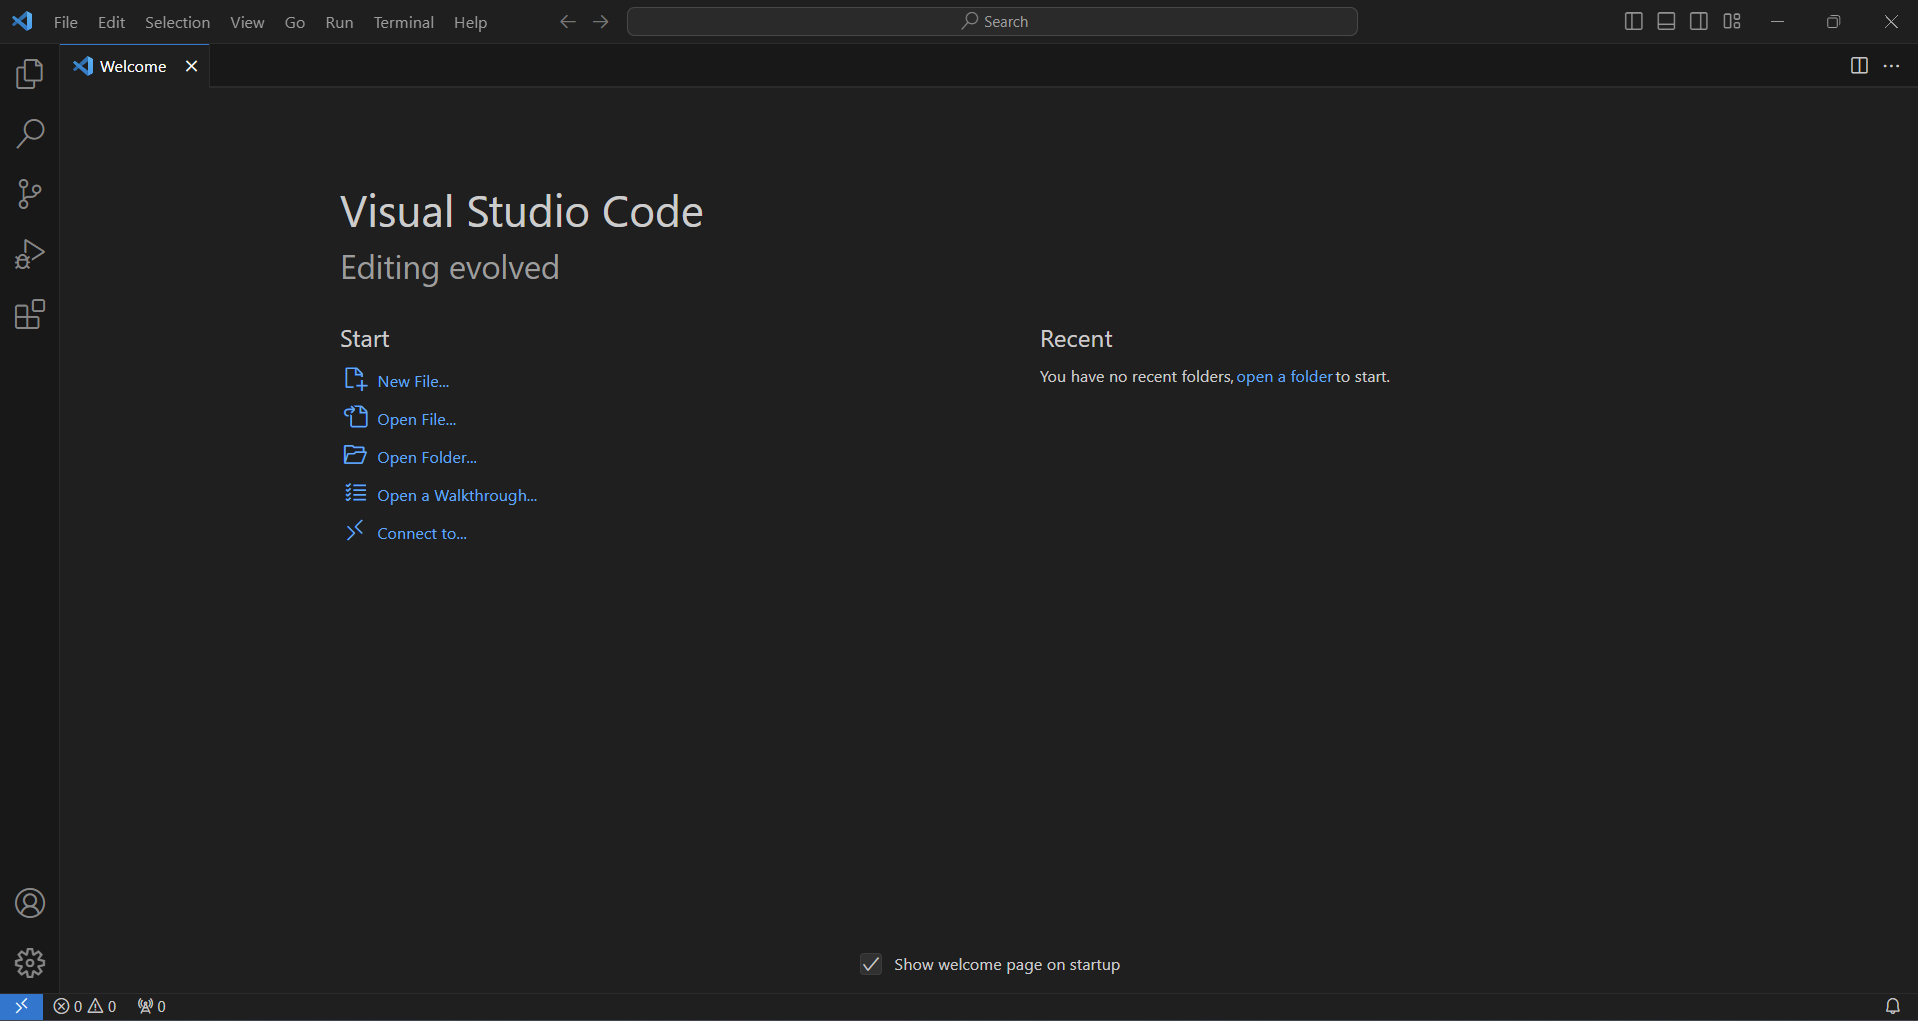 File Edit Selection View Go Run Terminal Help
Search
Welcome
Visual Studio Code
Editing evolved
Start
New File...
Open File...
Open Folder...
Open a Walkthrough...
Connect to...
Recent
You have no recent folders, open a folder to start.
Show welcome page on startup
0 0 0